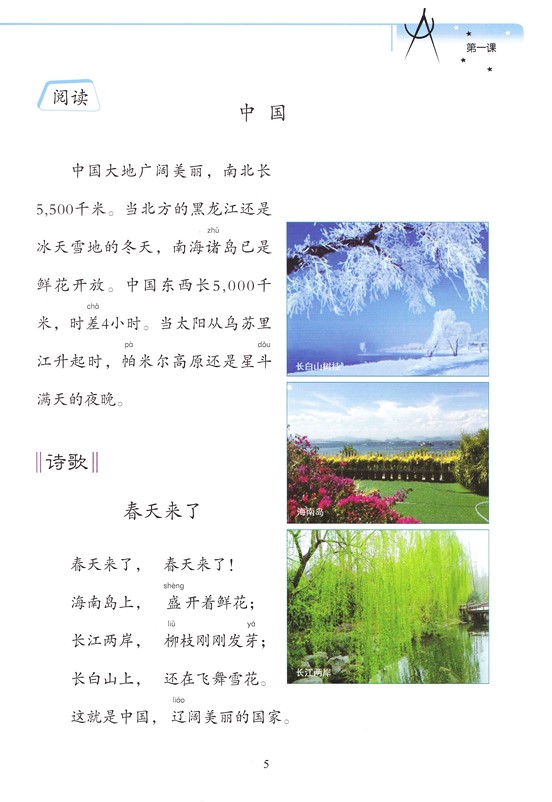 第一课
阅读
中 国
中国大地广阔美丽，南北长
5,500千米。当北方的黑龙江还是
zhū
冰天雪地的冬天，南海诸岛已是
鲜花开放。中国东西长5,000千
chā
米，时差4小时。当太阳从乌苏里
pà dǒu
江升起时，帕米尔高原还是星斗
满天的夜晚。
长白山树挂
海南岛
长江两岸
诗歌
春天来了
春天来了， 春天来了！
shèng
海南岛上， 盛开着鲜花；
liǔ yá
长江两岸， 柳枝刚刚发芽；
长白山上， 还在飞舞雪花。
liáo
这就是中国，辽阔美丽的国家。
5